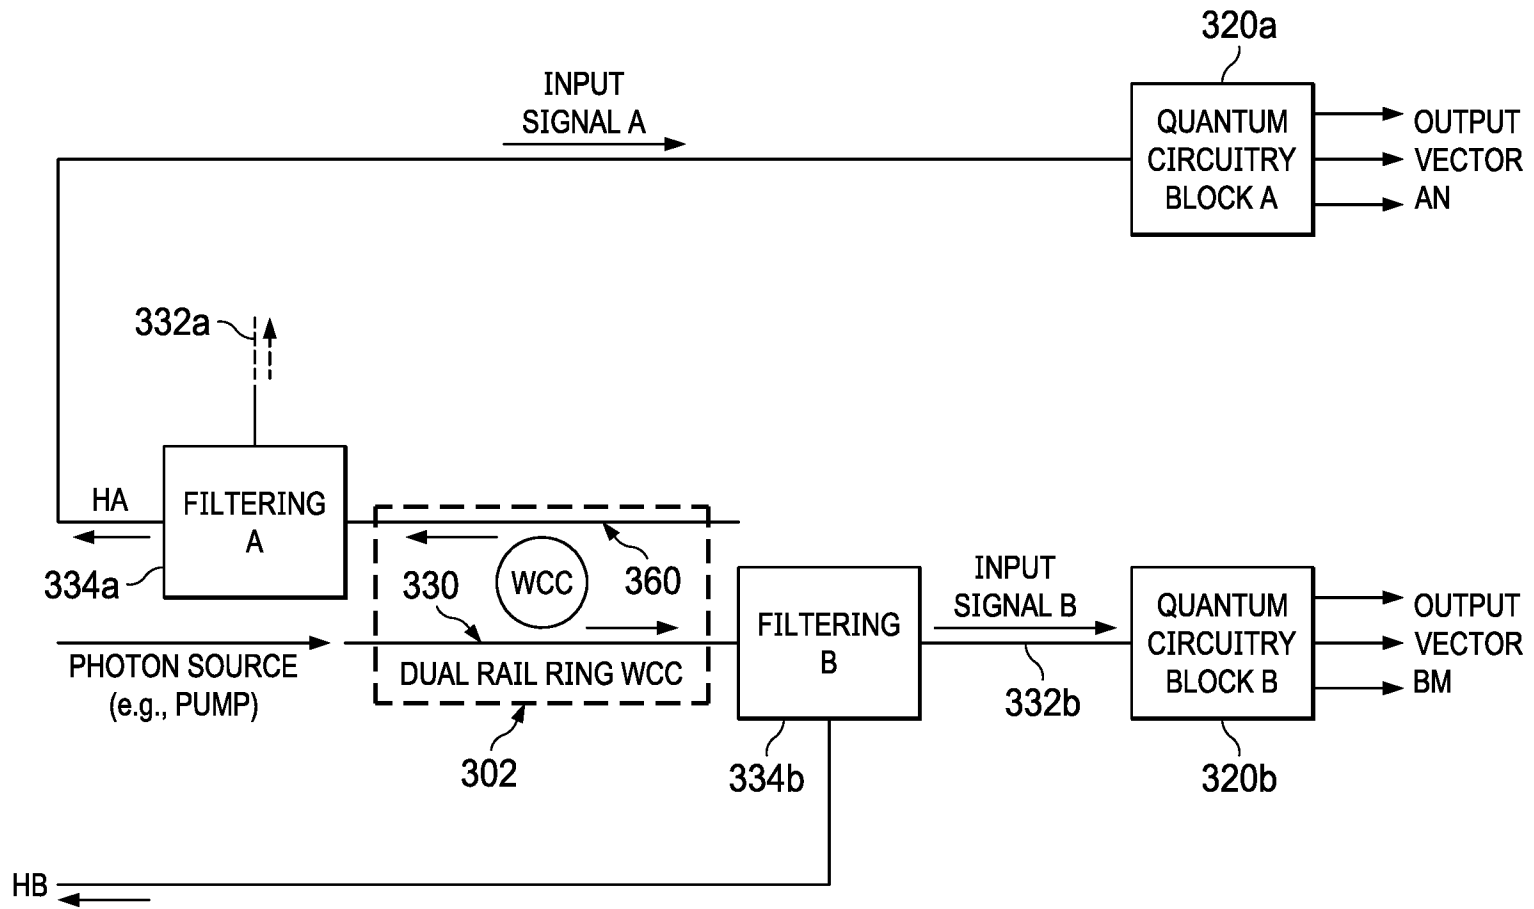 320a
INPUT
SIGNAL A
QUANTUM
CIRCUITRY
BLOCK A
OUTPUT
VECTOR
AN
332a
HA
FILTERING
A
334a
330
WCC
360
DUAL RAIL RING WCC
302
PHOTON SOURCE
(e.g., PUMP)
FILTERING
B
334b
INPUT
SIGNAL B
332b
QUANTUM
CIRCUITRY
BLOCK B
320b
OUTPUT
VECTOR
BM
HB